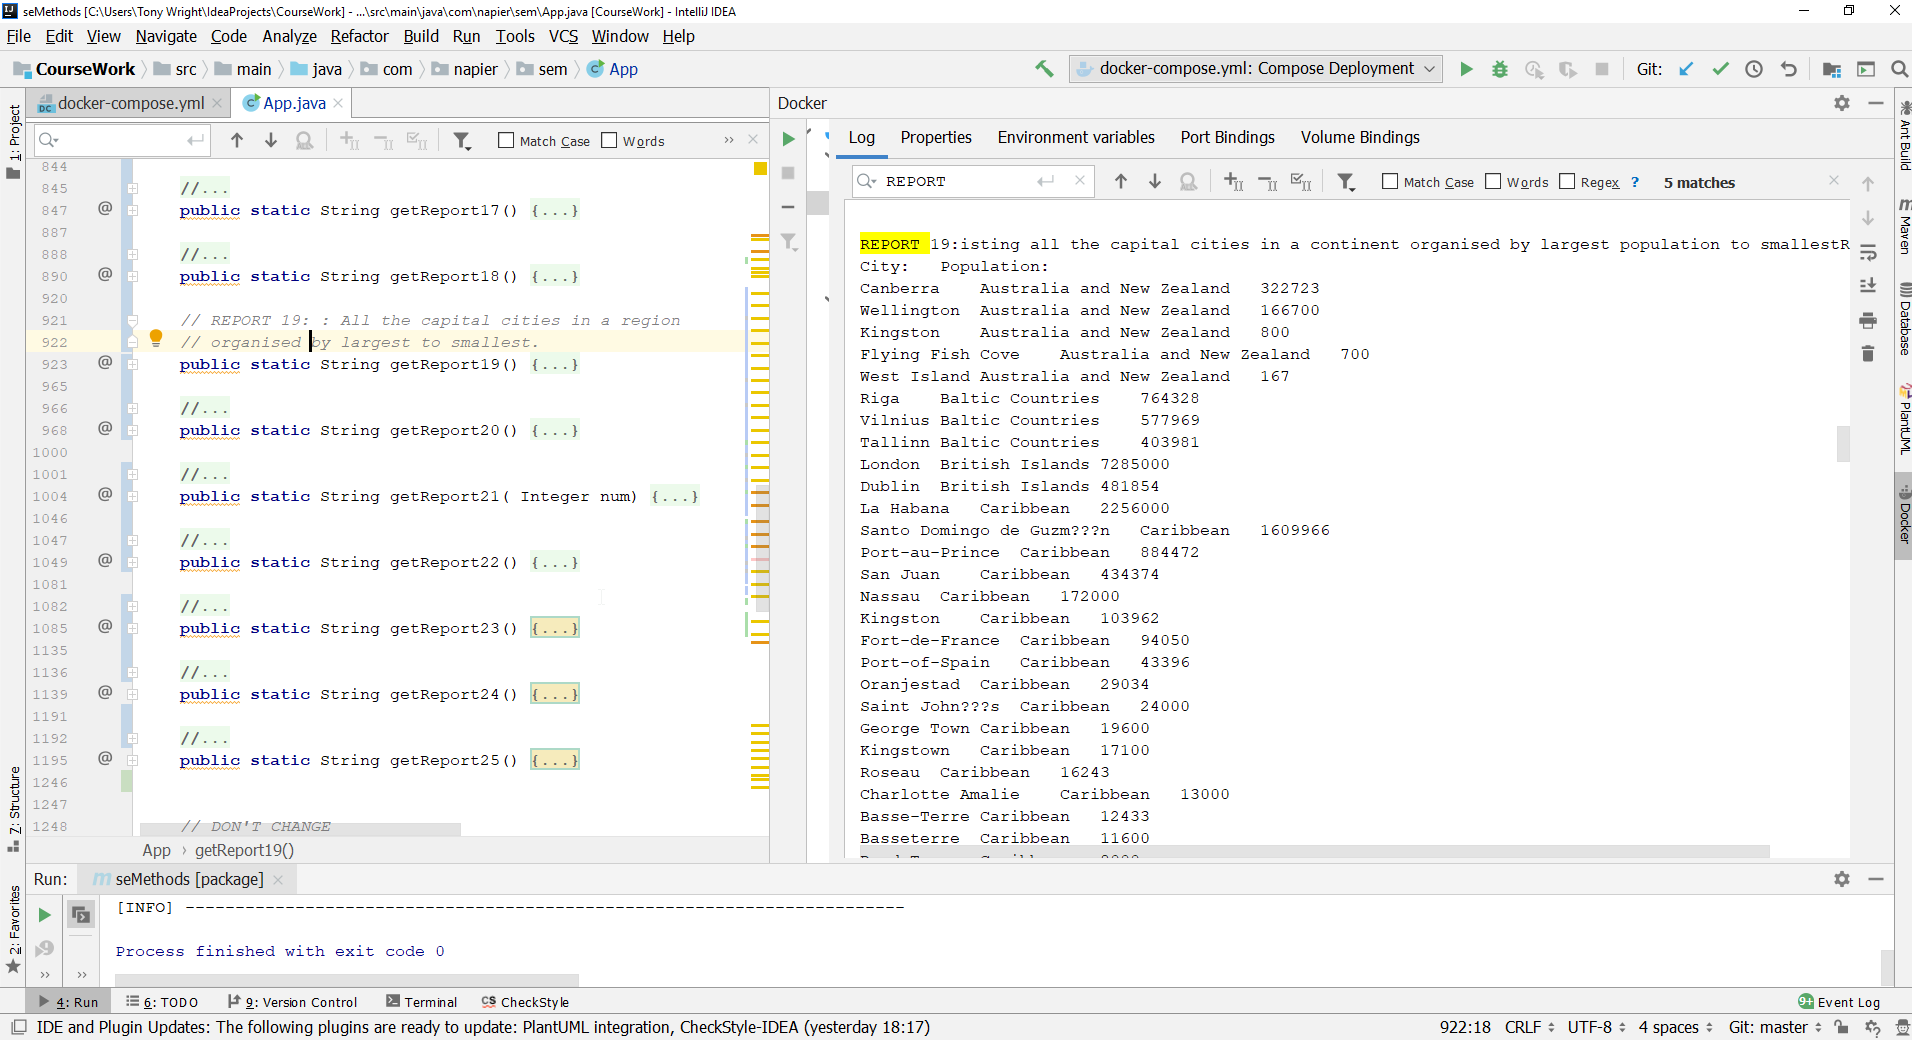 seMethods [C:\Users\Tony Wright\IdeaProjects\CourseWork] - ...\src\main\java\com\napier\sem\App.java [CourseWork] - IntelliJ IDEA
File Edit View Navigate Code Analyze Refactor Build Run Tools VCS Window Help
CourseWork src main java com napier sem App
docker-compose.yml: Compose Deployment Git:
docker-compose.yml App.java
Match Case Words
844
845 //...
847 @ public static String getReport17() {...}
887
888 //...
890 @ public static String getReport18() {...}
920
921 // REPORT 19: : All the capital cities in a region
922 // organised by largest to smallest.
923 @ public static String getReport19() {...}
965
966 //...
968 @ public static String getReport20() {...}
1000
1001 //...
1004 @ public static String getReport21( Integer num) {...}
1046
1047 //...
1049 @ public static String getReport22() {...}
1081
1082 //...
1085 @ public static String getReport23() {...}
1135
1136 //...
1139 @ public static String getReport24() {...}
1191
1192 //...
1195 @ public static String getReport25() {...}
1246
1247
1248 // DON'T CHANGE
App › getReport19()
Docker
Log Properties Environment variables Port Bindings Volume Bindings
REPORT Match Case Words Regex ? 5 matches
REPORT 19:isting all the capital cities in a continent organised by largest population to smallestR
City: Population:
Canberra Australia and New Zealand 322723
Wellington Australia and New Zealand 166700
Kingston Australia and New Zealand 800
Flying Fish Cove Australia and New Zealand 700
West Island Australia and New Zealand 167
Riga Baltic Countries 764328
Vilnius Baltic Countries 577969
Tallinn Baltic Countries 403981
London British Islands 7285000
Dublin British Islands 481854
La Habana Caribbean 2256000
Santo Domingo de Guzm???n Caribbean 1609966
Port-au-Prince Caribbean 884472
San Juan Caribbean 434374
Nassau Caribbean 172000
Kingston Caribbean 103962
Fort-de-France Caribbean 94050
Port-of-Spain Caribbean 43396
Oranjestad Caribbean 29034
Saint John???s Caribbean 24000
George Town Caribbean 19600
Kingstown Caribbean 17100
Roseau Caribbean 16243
Charlotte Amalie Caribbean 13000
Basse-Terre Caribbean 12433
Basseterre Caribbean 11600
1: Project
7: Structure
2: Favorites
Ant Build
Maven
Database
PlantUML
Docker
Run: seMethods [package]
[INFO] ------------------------------------------------------------------------
Process finished with exit code 0
4: Run 6: TODO 9: Version Control Terminal CheckStyle 9+ Event Log
IDE and Plugin Updates: The following plugins are ready to update: PlantUML integration, CheckStyle-IDEA (yesterday 18:17) 922:18 CRLF UTF-8 4 spaces Git: master